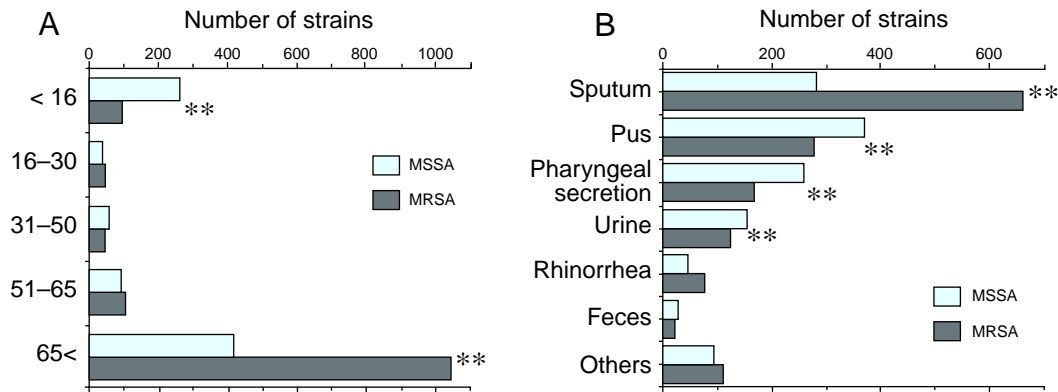 A
Number of strains
0 200 400 600 800 1000
< 16
**
16–30
31–50
51–65
65<
**
MSSA
MRSA
B
Number of strains
0 200 400 600
Sputum
**
Pus
**
Pharyngeal
secretion
**
Urine
**
Rhinorrhea
Feces
Others
MSSA
MRSA